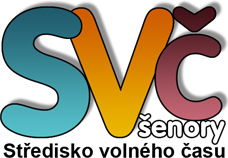 SVČ
šenory
Středisko volného času